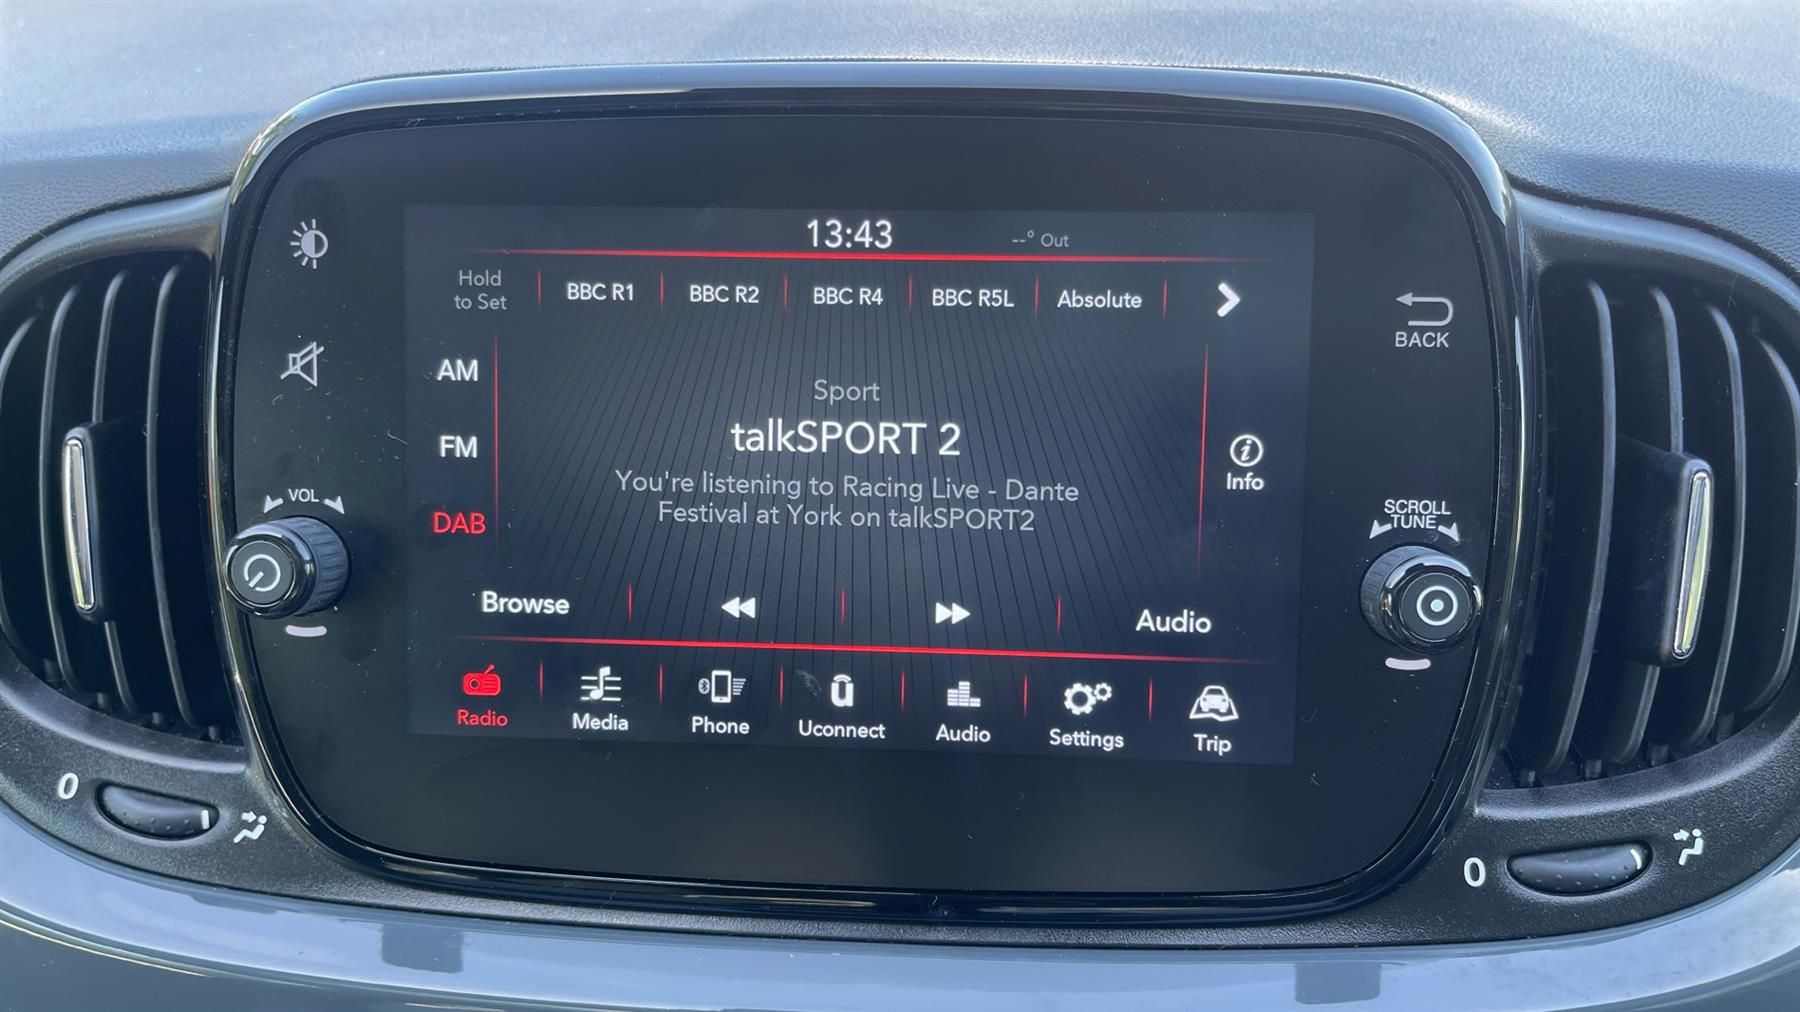 13:43
--° Out
Hold
to Set
BBC R1
BBC R2
BBC R4
BBC R5L
Absolute
BACK
AM
FM
DAB
Sport
talkSPORT 2
You're listening to Racing Live - Dante
Festival at York on talkSPORT2
Info
VOL
SCROLL
TUNE
Browse
Audio
Radio
Media
Phone
Uconnect
Audio
Settings
Trip
0
0